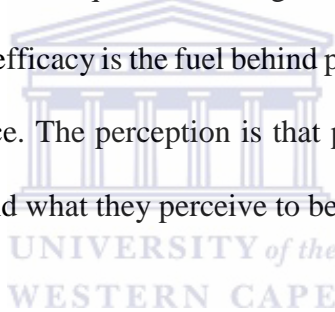 efficacy is the fuel behind p
ce. The perception is that p
d what they perceive to be
UNIVERSITY of the
WESTERN CAPE